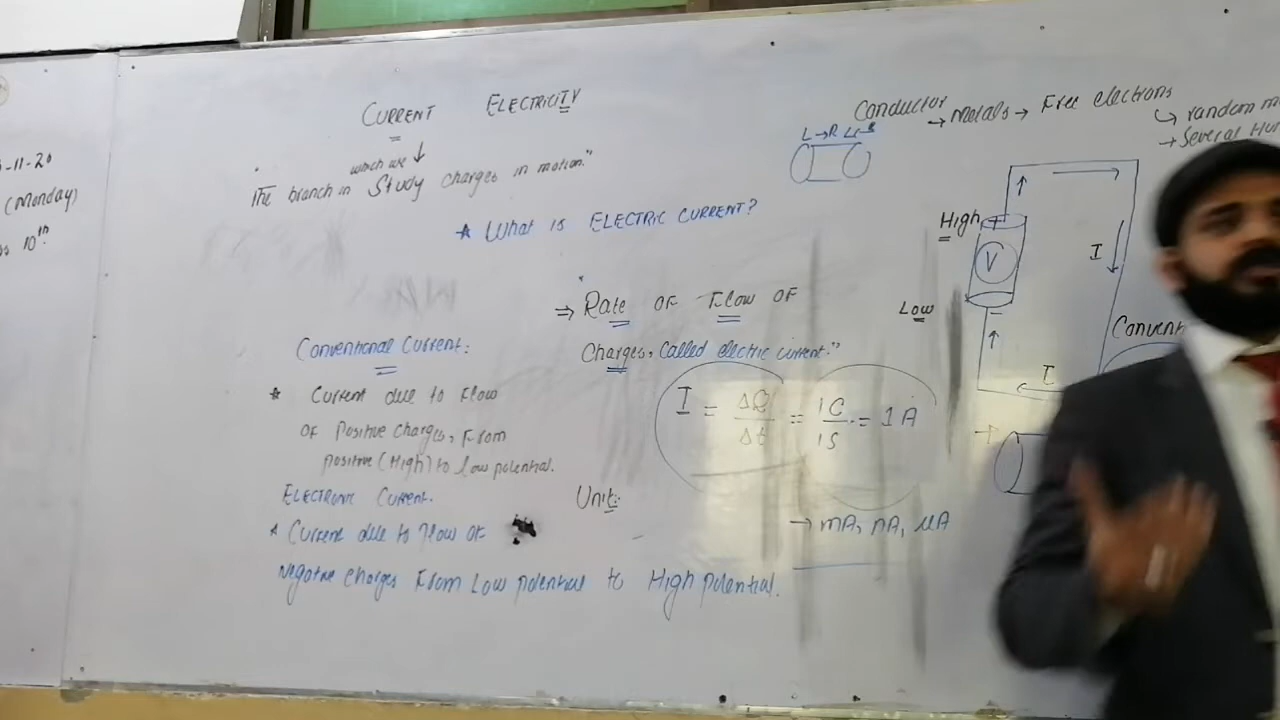 -11-20
(Monday)
10th
CURRENT ELECTRICITY
which we
The branch in Study charges in motion."
* What is ELECTRIC CURRENT?
⇒ Rate OF Flow OF
Charges, Called electric current."
I = ΔQ/Δt = 1C/1S = 1A
Unit:
→ mA, nA, μA
Conventional Current:
* Current due to Flow
OF Positive Charges, From
positive (High) to low potential.
ELECTRONIC Current.
* Current due to Flow OF
Negative charges From Low potential to High potential.
Conductor → Metals → Free electrons
↳ random m
→ Several Hun
L→R L→R
High
+
V
Low
I
I
Convent